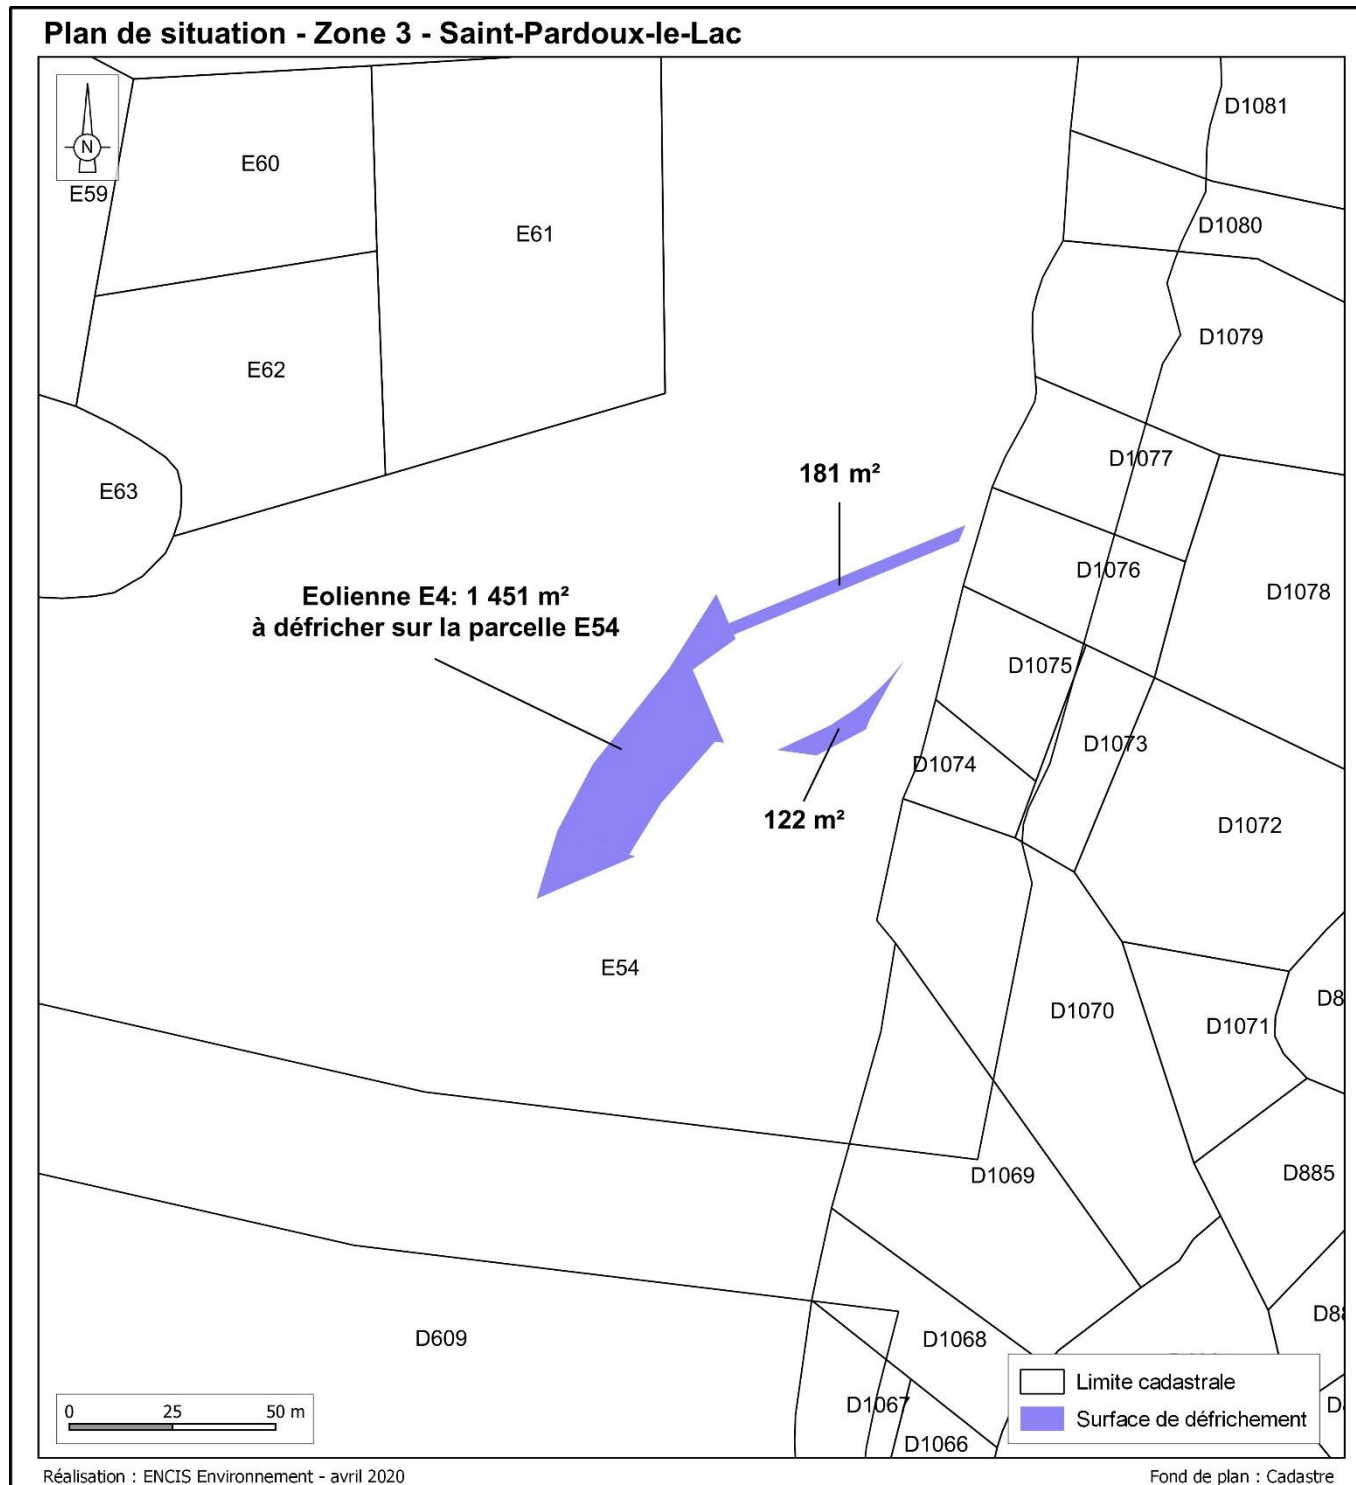 Plan de situation - Zone 3 - Saint-Pardoux-le-Lac
N
D1081
E60
E59
E61
D1080
D1079
E62
D1077
181 m²
E63
D1076
D1078
Eolienne E4: 1 451 m²
à défricher sur la parcelle E54
D1075
D1073
D1074
122 m²
D1072
E54
D8
D1070
D1071
D1069
D885
D88
D609
D1068
D1067
D1066
Limite cadastrale
Surface de défrichement
0 25 50 m
Réalisation : ENCIS Environnement - avril 2020
Fond de plan : Cadastre